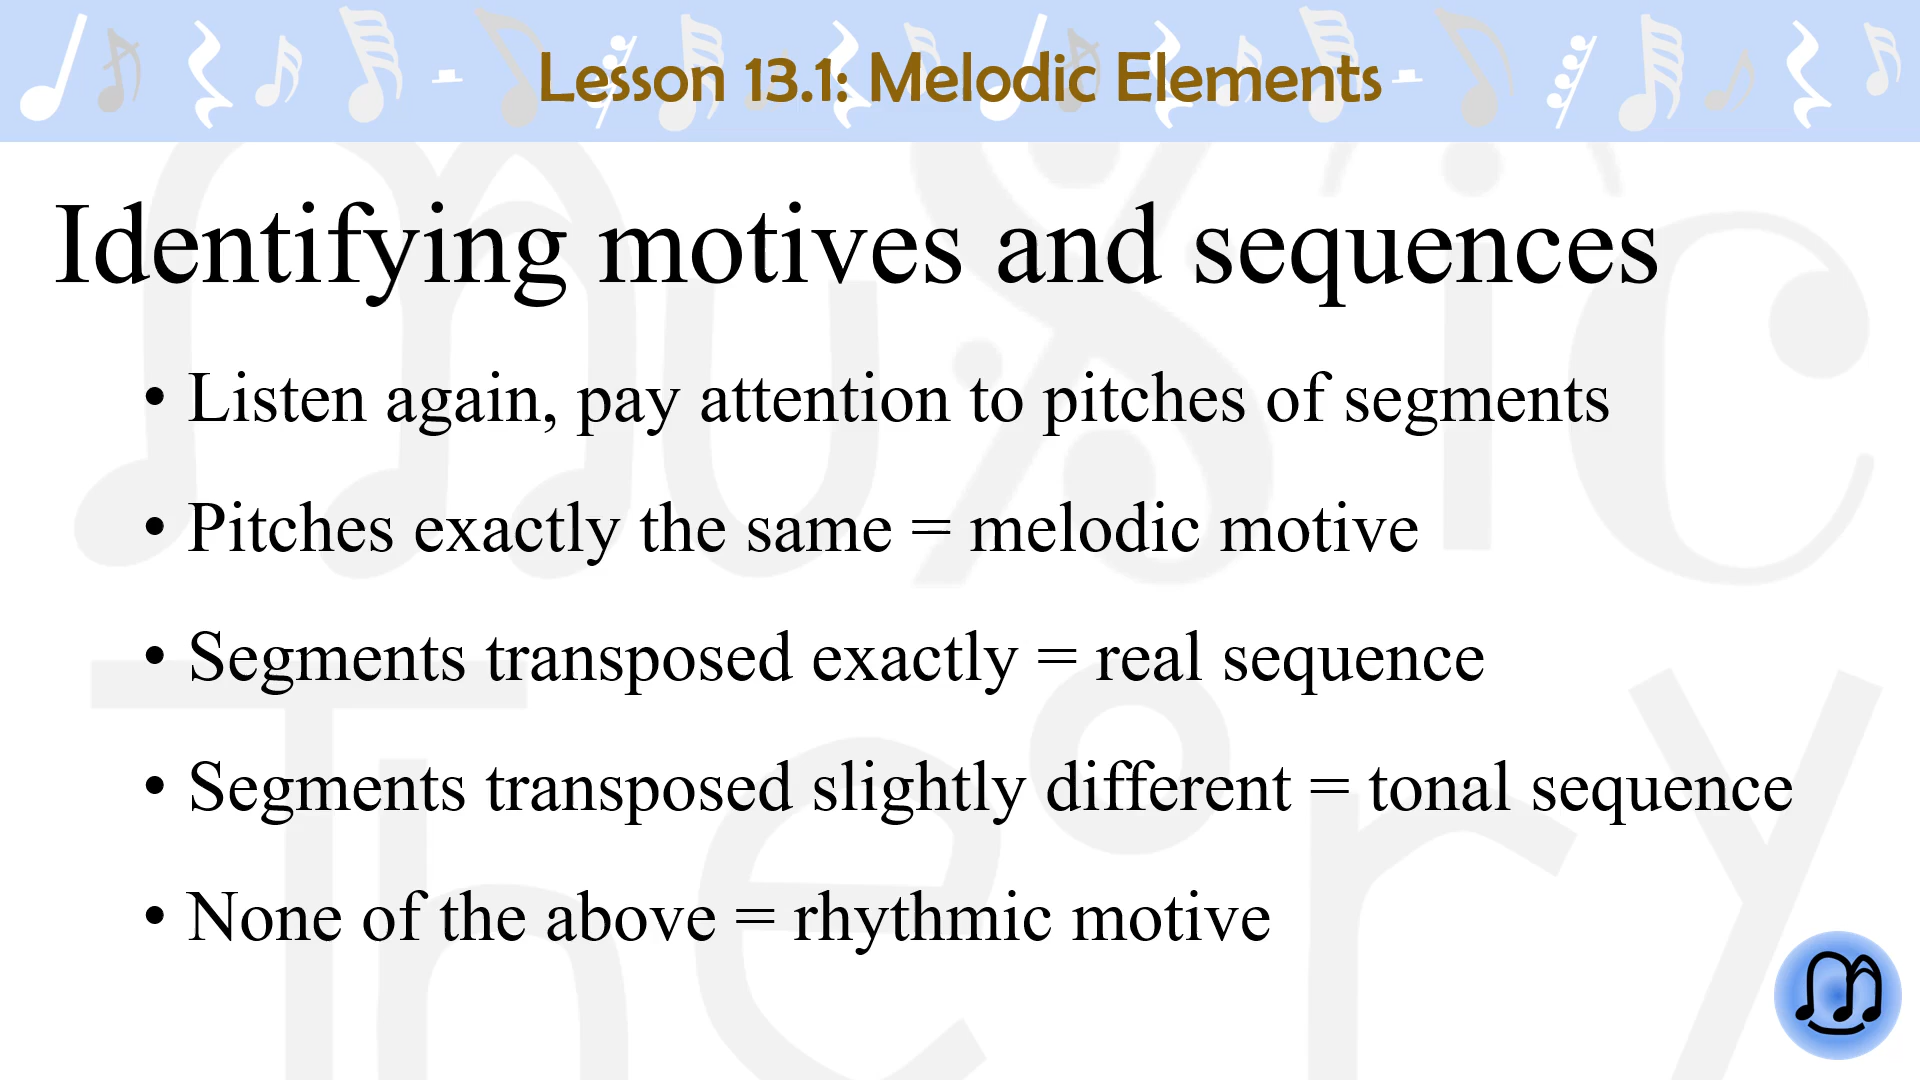 Lesson 13.1: Melodic Elements
Identifying motives and sequences
• Listen again, pay attention to pitches of segments
• Pitches exactly the same = melodic motive
• Segments transposed exactly = real sequence
• Segments transposed slightly different = tonal sequence
• None of the above = rhythmic motive
music
Theory